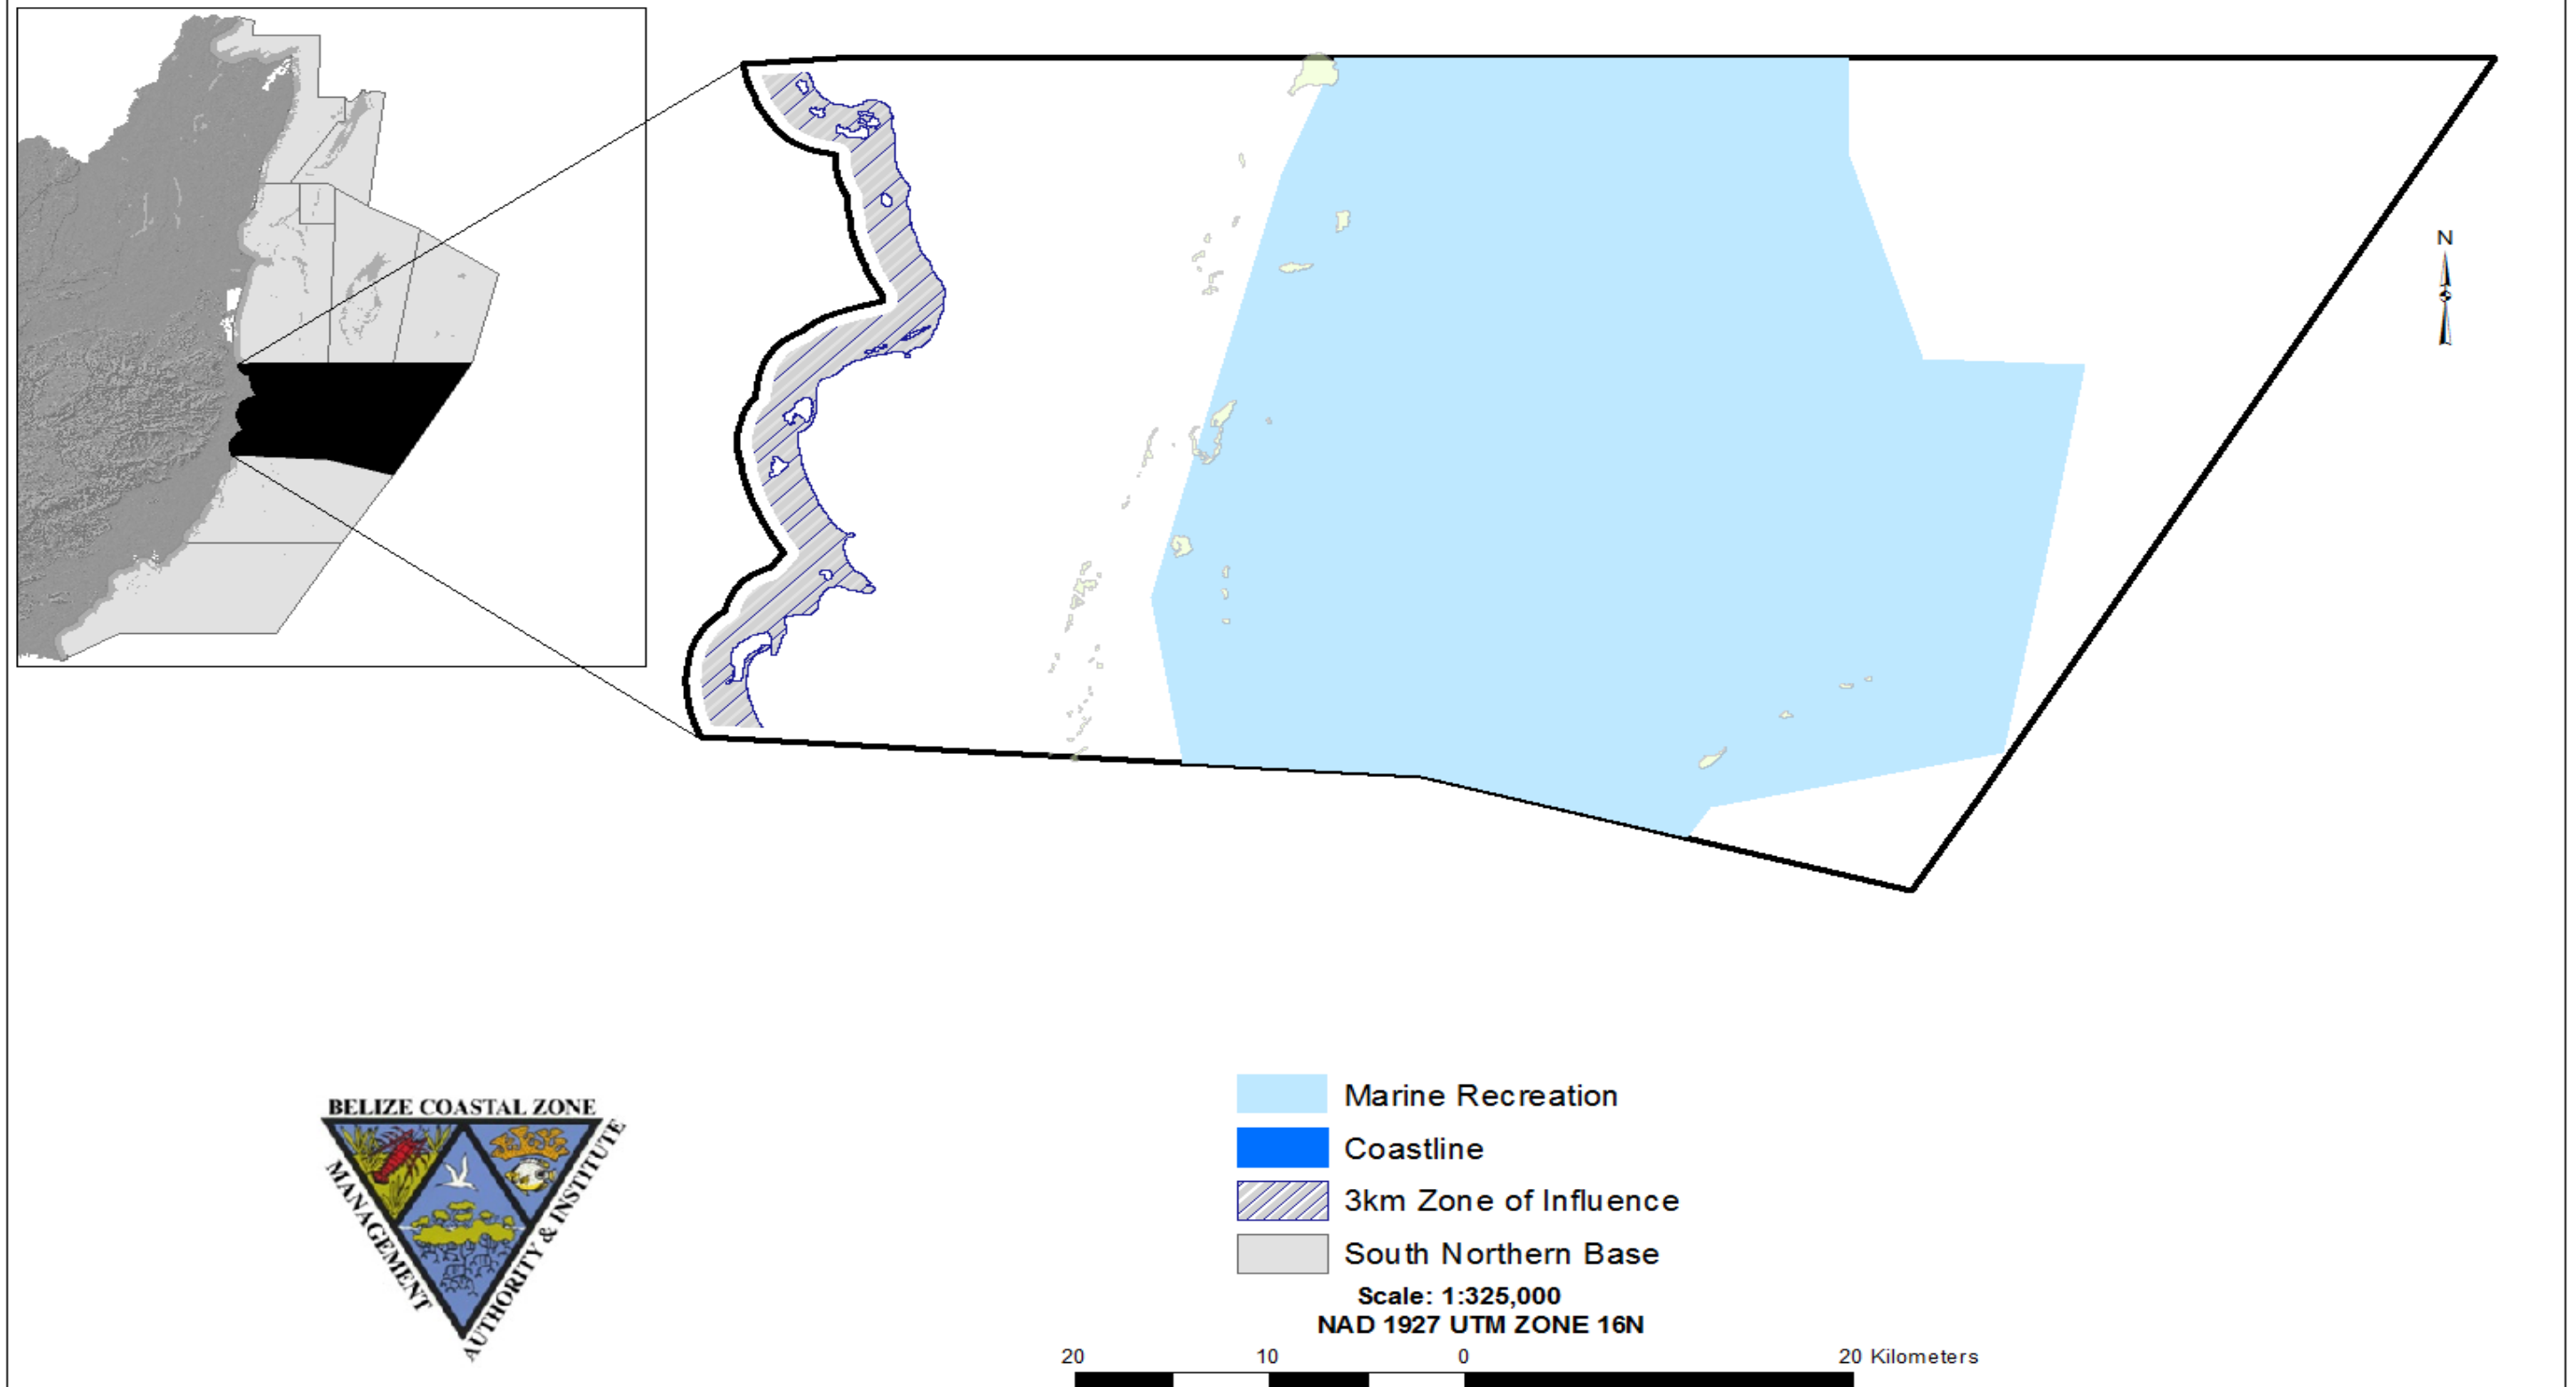 N
Marine Recreation
Coastline
3km Zone of Influence
South Northern Base
Scale: 1:325,000
NAD 1927 UTM ZONE 16N
20 10 0 20 Kilometers
BELIZE COASTAL ZONE
MANAGEMENT
AUTHORITY & INSTITUTE